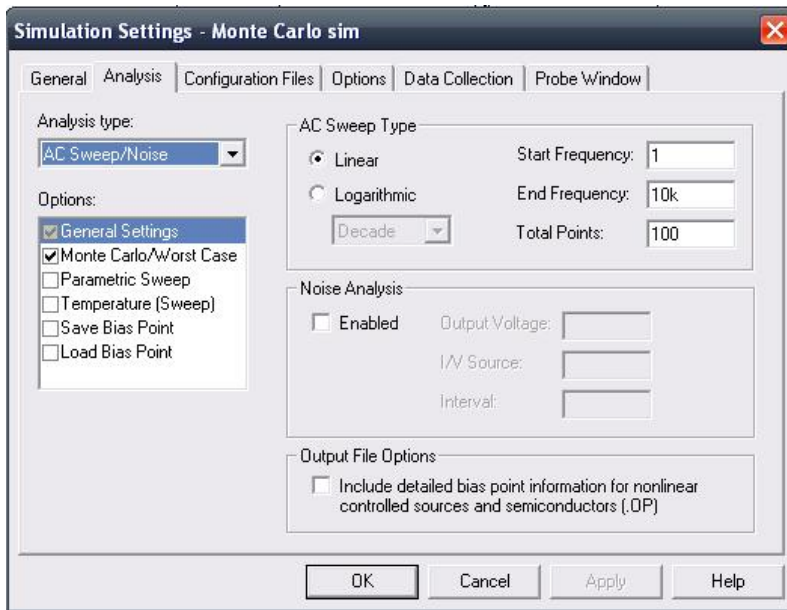 Simulation Settings - Monte Carlo sim
General Analysis Configuration Files Options Data Collection Probe Window
Analysis type:
AC Sweep/Noise
Options:
General Settings
Monte Carlo/Worst Case
Parametric Sweep
Temperature (Sweep)
Save Bias Point
Load Bias Point
AC Sweep Type
Linear
Logarithmic
Decade
Start Frequency: 1
End Frequency: 10k
Total Points: 100
Noise Analysis
Enabled
Output Voltage:
I/V Source:
Interval:
Output File Options
Include detailed bias point information for nonlinear
controlled sources and semiconductors (.OP)
OK Cancel Apply Help